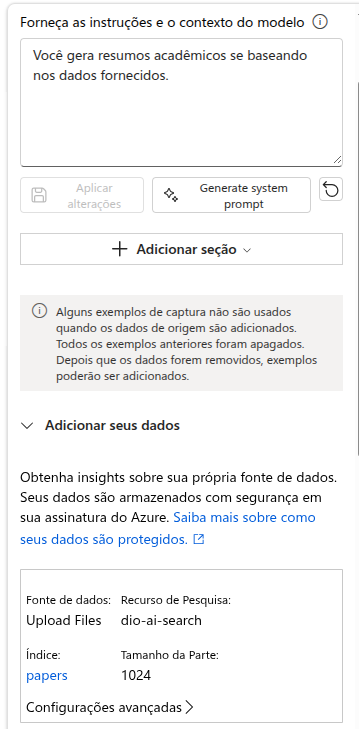 Forneça as instruções e o contexto do modelo
Você gera resumos acadêmicos se baseando
nos dados fornecidos.
Aplicar
alterações
Generate system
prompt
Adicionar seção
Alguns exemplos de captura não são usados
quando os dados de origem são adicionados.
Todos os exemplos anteriores foram apagados.
Depois que os dados forem removidos, exemplos
poderão ser adicionados.
Adicionar seus dados
Obtenha insights sobre sua própria fonte de dados.
Seus dados são armazenados com segurança em
sua assinatura do Azure. Saiba mais sobre como
seus dados são protegidos.
Fonte de dados: Recurso de Pesquisa:
Upload Files dio-ai-search
Índice: Tamanho da Parte:
papers 1024
Configurações avançadas